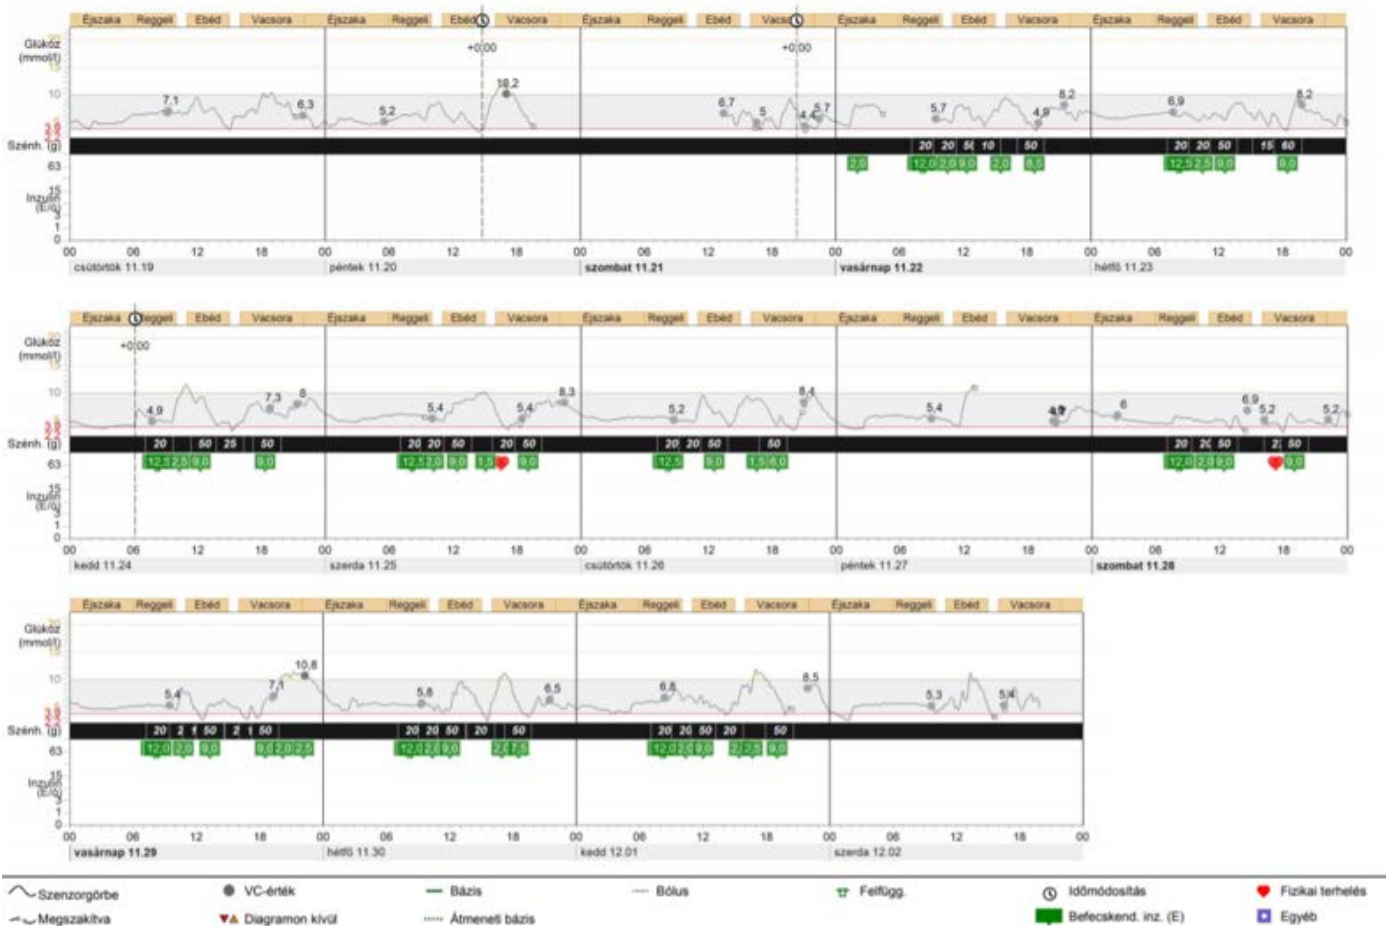 Éjszaka Reggeli Ebéd Vacsora Éjszaka Reggeli Ebéd Vacsora Éjszaka Reggeli Ebéd Vacsora Éjszaka Reggeli Ebéd Vacsora Éjszaka Reggeli Ebéd Vacsora
Glükóz
(mmol/l)
+0:00 +0:00
15
10
7,1 6,3 5,2 10,2 6,7 5 4,4 5,7 5,7 4,9 8,2 6,9 8,2
Szénh. (g) 20 20 50 10 50 20 20 50 15 60
63 2,0 12,0 2,0 9,0 2,0 8,5 12,5 2,5 9,0 9,0
15
Inzulin
(E/ó)
1
0
00 06 12 18 00 06 12 18 00 06 12 18 00 06 12 18 00 06 12 18 00
csütörtök 11.19 péntek 11.20 szombat 11.21 vasárnap 11.22 hétfő 11.23
Éjszaka Reggeli Ebéd Vacsora Éjszaka Reggeli Ebéd Vacsora Éjszaka Reggeli Ebéd Vacsora Éjszaka Reggeli Ebéd Vacsora Éjszaka Reggeli Ebéd Vacsora
Glükóz
(mmol/l)
+0:00
15
10
4,9 7,3 8 5,4 5,4 8,3 5,2 8,4 5,4 6 6,9 5,2 5,2
Szénh. (g) 20 50 25 50 20 20 50 20 50 20 20 50 50 20 50 50
63 12,5 2,5 9,0 9,0 12,5 2,0 9,0 1,5 9,0 12,5 9,0 1,5 6,0 12,0 2,0 9,0 9,0
15
Inzulin
(E/ó)
1
0
00 06 12 18 00 06 12 18 00 06 12 18 00 06 12 18 00 06 12 18 00
kedd 11.24 szerda 11.25 csütörtök 11.26 péntek 11.27 szombat 11.28
Éjszaka Reggeli Ebéd Vacsora Éjszaka Reggeli Ebéd Vacsora Éjszaka Reggeli Ebéd Vacsora Éjszaka Reggeli Ebéd Vacsora
Glükóz
(mmol/l)
15
10
5,4 7,1 10,8 5,8 6,5 6,8 8,5 5,3 5,4
Szénh. (g) 20 50 50 20 20 50 20 50 20 20 50 20 50
63 12,0 2,0 9,0 9,0 2,0 2,5 12,0 2,0 9,0 7,5 12,0 2,0 9,0 2,5 9,0
15
Inzulin
(E/ó)
1
0
00 06 12 18 00 06 12 18 00 06 12 18 00 06 12 18 00
vasárnap 11.29 hétfő 11.30 kedd 12.01 szerda 12.02
Szenzorgörbe VC-érték Bázis Bólus Felfügg. Időmódosítás Fizikai terhelés
Megszakítva Diagramon kívül Átmeneti bázis Befecskend. inz. (E) Egyéb